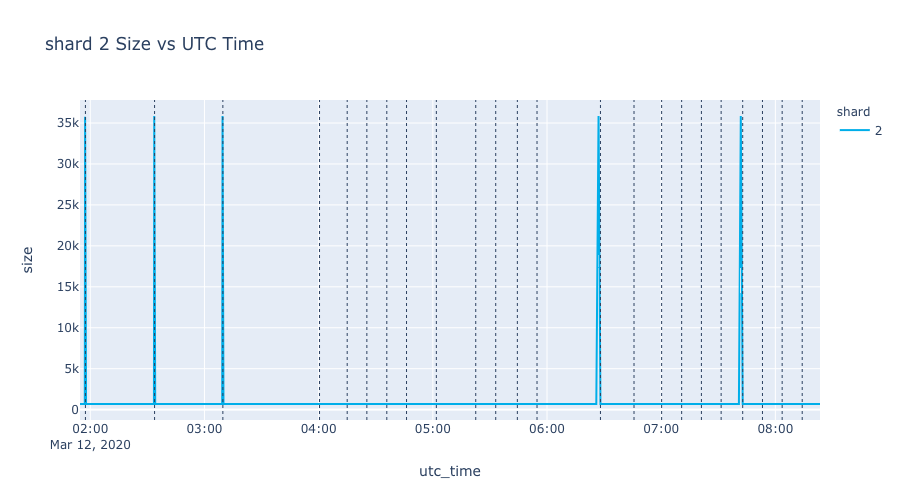 shard 2 Size vs UTC Time
shard
2
35k
30k
25k
20k
15k
10k
5k
0
size
02:00 03:00 04:00 05:00 06:00 07:00 08:00
Mar 12, 2020
utc_time